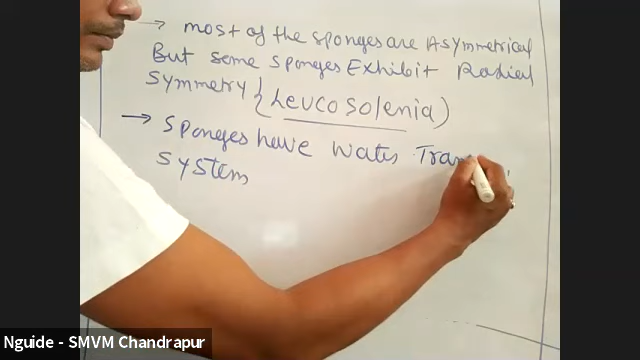 → Most of the sponges are Asymmetrical
But some sponges Exhibit Radial
Symmetry { Leucosolenia )
→ Sponges have Water Tran
System
Nguide - SMVM Chandrapur